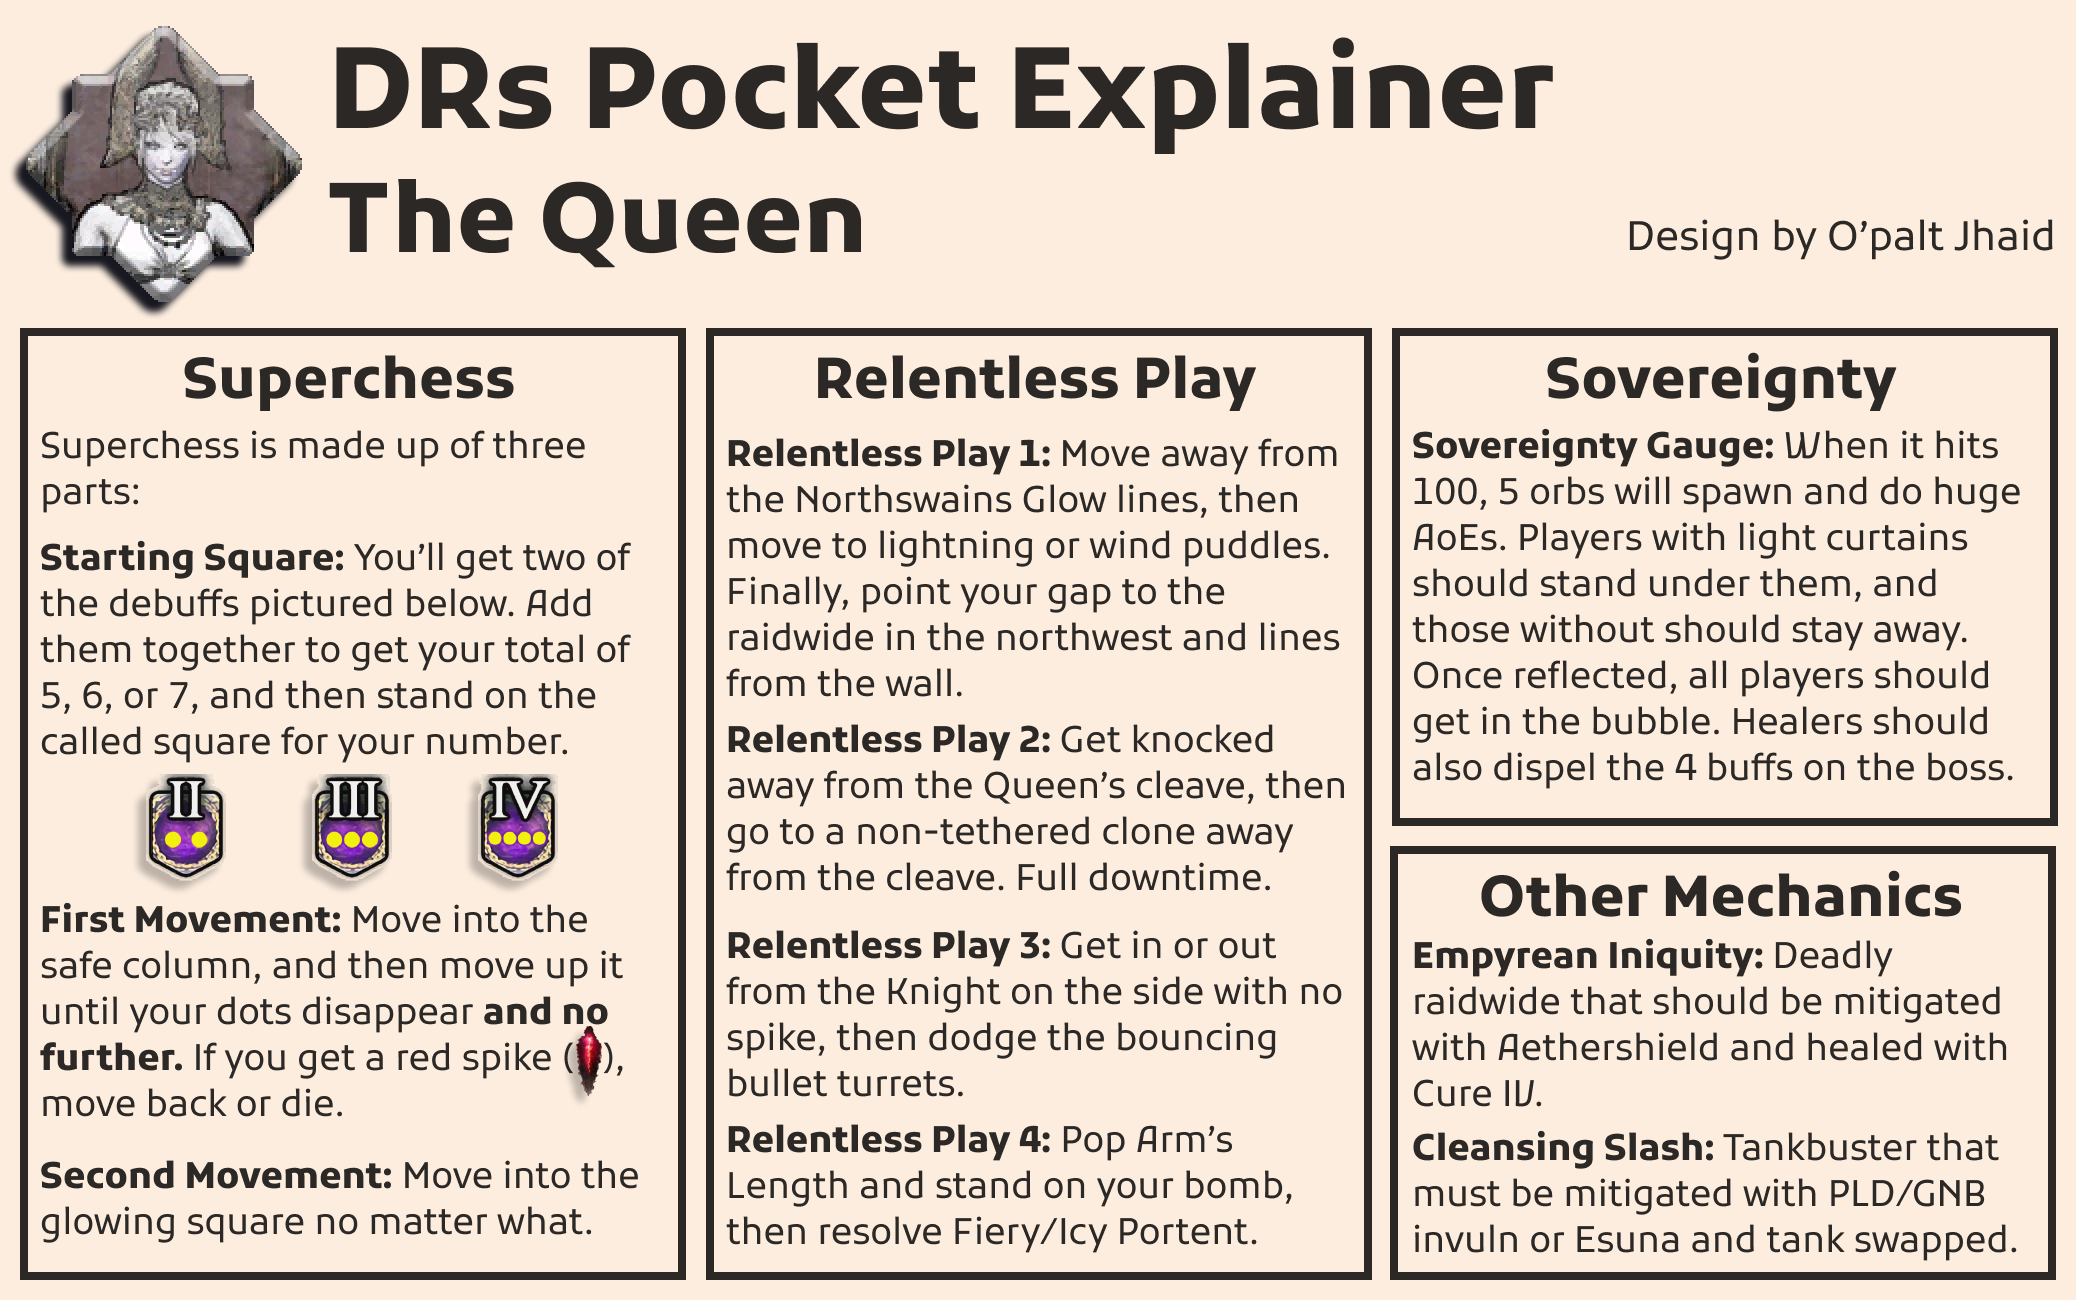 DRs Pocket Explainer
The Queen
Design by O'palt Jhaid
Superchess
Superchess is made up of three
parts:
Starting Square: You'll get two of
the debuffs pictured below. Add
them together to get your total of
5, 6, or 7, and then stand on the
called square for your number.
II III IV
First Movement: Move into the
safe column, and then move up it
until your dots disappear and no
further. If you get a red spike (),
move back or die.
Second Movement: Move into the
glowing square no matter what.
Relentless Play
Relentless Play 1: Move away from
the Northswains Glow lines, then
move to lightning or wind puddles.
Finally, point your gap to the
raidwide in the northwest and lines
from the wall.
Relentless Play 2: Get knocked
away from the Queen's cleave, then
go to a non-tethered clone away
from the cleave. Full downtime.
Relentless Play 3: Get in or out
from the Knight on the side with no
spike, then dodge the bouncing
bullet turrets.
Relentless Play 4: Pop Arm's
Length and stand on your bomb,
then resolve Fiery/Icy Portent.
Sovereignty
Sovereignty Gauge: When it hits
100, 5 orbs will spawn and do huge
AoEs. Players with light curtains
should stand under them, and
those without should stay away.
Once reflected, all players should
get in the bubble. Healers should
also dispel the 4 buffs on the boss.
Other Mechanics
Empyrean Iniquity: Deadly
raidwide that should be mitigated
with Aethershield and healed with
Cure IV.
Cleansing Slash: Tankbuster that
must be mitigated with PLD/GNB
invuln or Esuna and tank swapped.